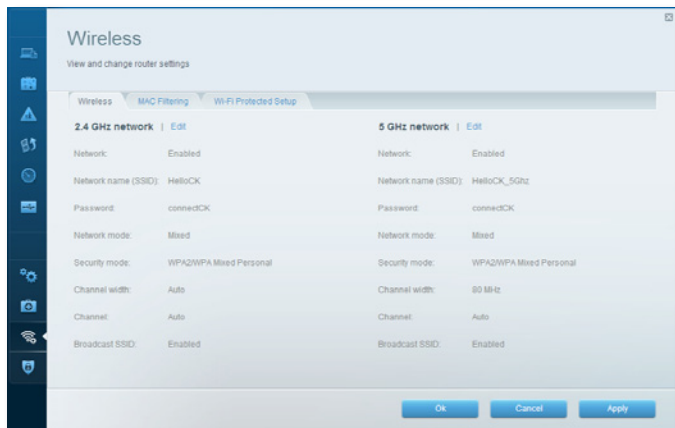 Wireless
View and change router settings
Wireless MAC Filtering Wi-Fi Protected Setup
2.4 GHz network | Edit 5 GHz network | Edit
Network: Enabled Network: Enabled
Network name (SSID): HelloCK Network name (SSID): HelloCK_5Ghz
Password: connectCK Password: connectCK
Network mode: Mixed Network mode: Mixed
Security mode: WPA2/WPA Mixed Personal Security mode: WPA2/WPA Mixed Personal
Channel width: Auto Channel width: 80 MHz
Channel: Auto Channel: Auto
Broadcast SSID: Enabled Broadcast SSID: Enabled
Ok Cancel Apply